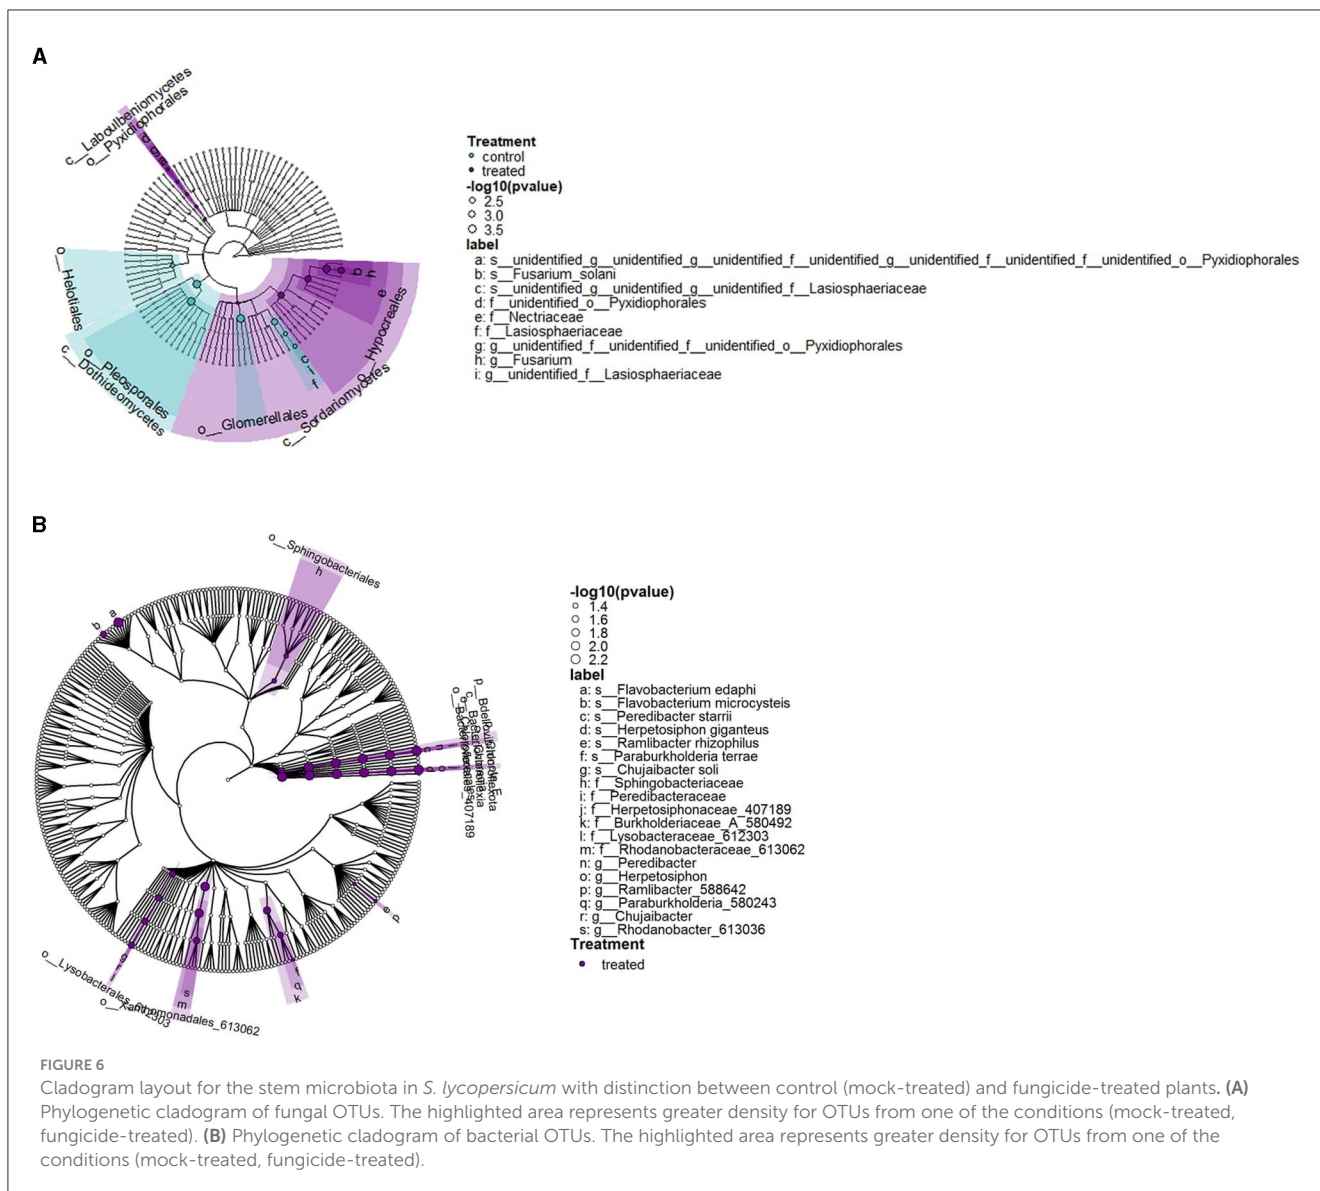 A
c__Laboulbeniomycetes
o__Pyxidiophorales
o__Helotiales
o__Pleosporales
c__Dothideomycetes
o__Glomerellales
c__Sordariomycetes
o__Hypocreales
b
h
e
c
i
f
Treatment
control
treated
-log10(pvalue)
2.5
3.0
3.5
label
a: s__unidentified_g__unidentified_g__unidentified_f__unidentified_g__unidentified_f__unidentified_f__unidentified_o__Pyxidiophorales
b: s__Fusarium_solani
c: s__unidentified_g__unidentified_g__unidentified_f__Lasiosphaeriaceae
d: f__unidentified_o__Pyxidiophorales
e: f__Nectriaceae
f: f__Lasiosphaeriaceae
g: g__unidentified_f__unidentified_f__unidentified_o__Pyxidiophorales
h: g__Fusarium
i: g__unidentified_f__Lasiosphaeriaceae
B
o__Sphingobacteriales
h
a
b
o__Lysobacterales_612303
o__Xanthomonadales_613062
g
r
l
s
m
f
q
k
e
p
-log10(pvalue)
1.4
1.6
1.8
2.0
2.2
label
a: s__Flavobacterium edaphi
b: s__Flavobacterium microcysteis
c: s__Peredibacter starrii
d: s__Herpetosiphon giganteus
e: s__Ramlibacter rhizophilus
f: s__Paraburkholderia terrae
g: s__Chujaibacter soli
h: f__Sphingobacteriaceae
i: f__Peredibacteraceae
j: f__Herpetosiphonaceae_407189
k: f__Burkholderiaceae_A_580492
l: f__Lysobacteraceae_612303
m: f__Rhodanobacteraceae_613062
n: g__Peredibacter
o: g__Herpetosiphon
p: g__Ramlibacter_588642
q: g__Paraburkholderia_580243
r: g__Chujaibacter
s: g__Rhodanobacter_613036
Treatment
treated
FIGURE 6
Cladogram layout for the stem microbiota in S. lycopersicum with distinction between control (mock-treated) and fungicide-treated plants. (A)
Phylogenetic cladogram of fungal OTUs. The highlighted area represents greater density for OTUs from one of the conditions (mock-treated,
fungicide-treated). (B) Phylogenetic cladogram of bacterial OTUs. The highlighted area represents greater density for OTUs from one of the
conditions (mock-treated, fungicide-treated).